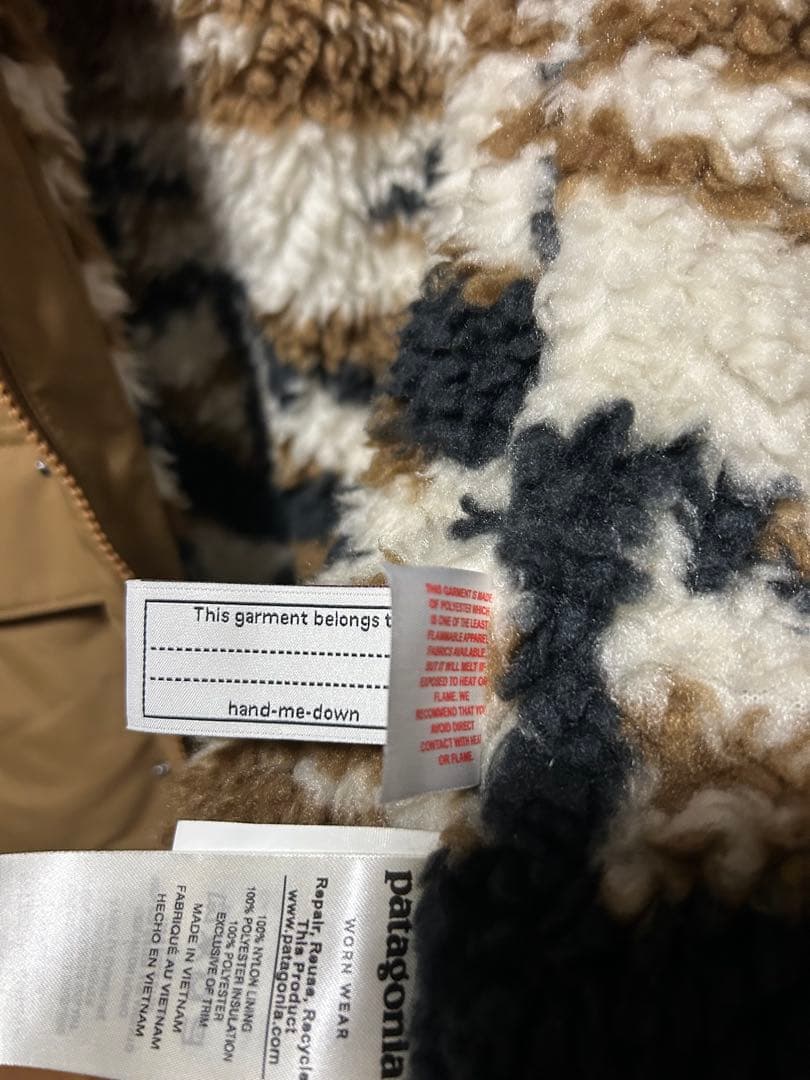 This garment belongs t
hand-me-down
THIS GARMENT IS MADE
OF POLYESTER WHICH
IS ONE OF THE LEAST
FLAMMABLE APPAREL
FABRICS AVAILABLE,
BUT IT WILL MELT IF
EXPOSED TO HEAT OR
FLAME. WE
RECOMMEND THAT YOU
AVOID DIRECT
CONTACT WITH HEAT
OR FLAME.
patagonia
WORN WEAR
Repair, Reuse, Recycle
This Product
www.patagonia.com
100% NYLON LINING
100% POLYESTER INSULATION
100% POLYESTER
EXCLUSIVE OF TRIM
MADE IN VIETNAM
FABRIQUÉ AU VIETNAM
HECHO EN VIETNAM